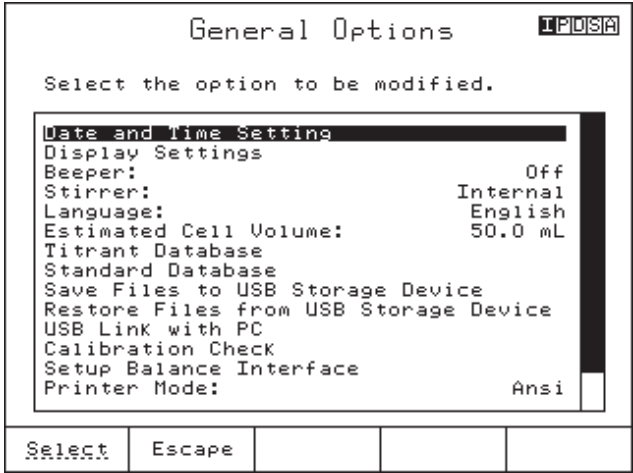 General Options
IPDSA
Select the option to be modified.
Date and Time Setting
Display Settings
Beeper: Off
Stirrer: Internal
Language: English
Estimated Cell Volume: 50.0 mL
Titrant Database
Standard Database
Save Files to USB Storage Device
Restore Files from USB Storage Device
USB Link with PC
Calibration Check
Setup Balance Interface
Printer Mode: Ansi
Select Escape